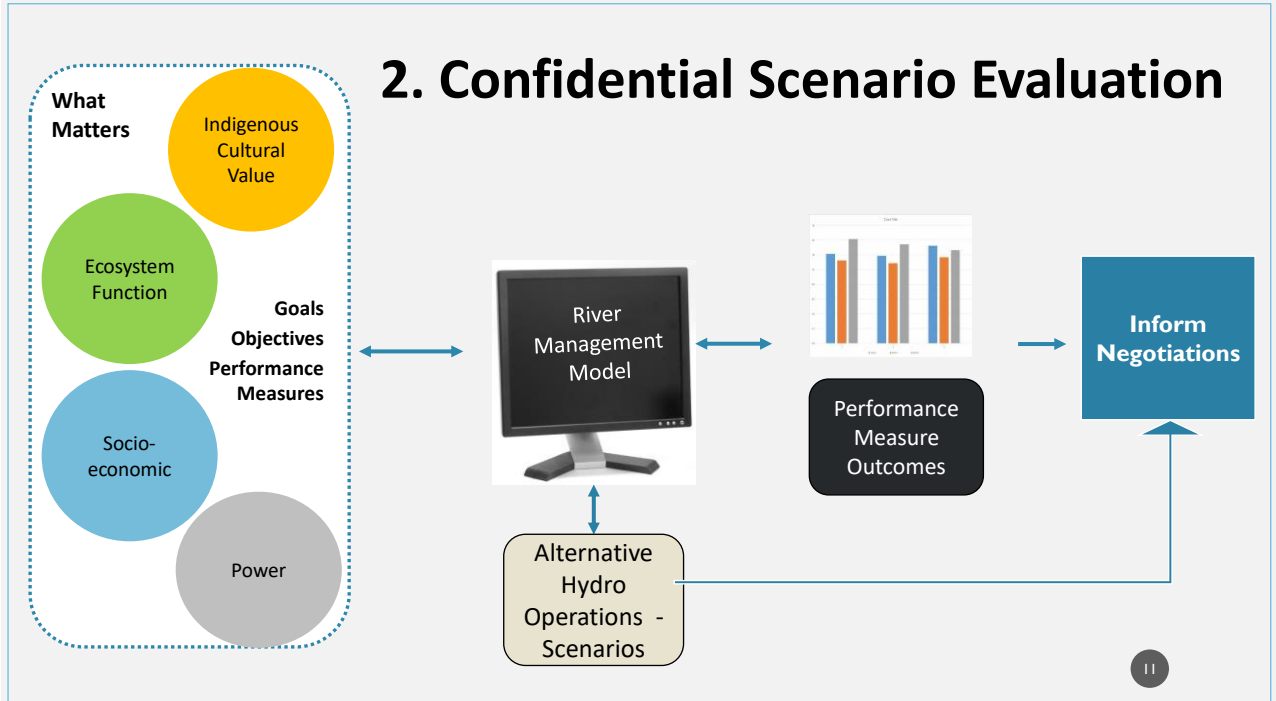 2. Confidential Scenario Evaluation
What
Matters
Indigenous
Cultural
Value
Ecosystem
Function
Goals
Objectives
Performance
Measures
Socio-
economic
Power
River
Management
Model
Alternative
Hydro
Operations -
Scenarios
Performance
Measure
Outcomes
Inform
Negotiations
11